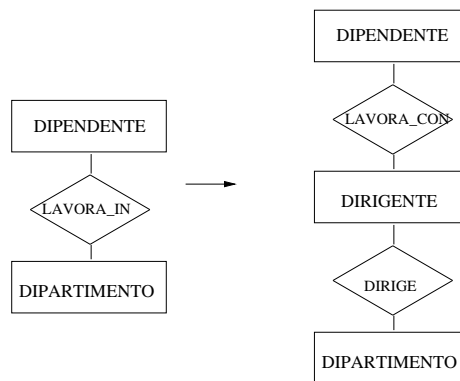 DIPENDENTE
LAVORA_IN
DIPARTIMENTO
DIPENDENTE
LAVORA_CON
DIRIGENTE
DIRIGE
DIPARTIMENTO